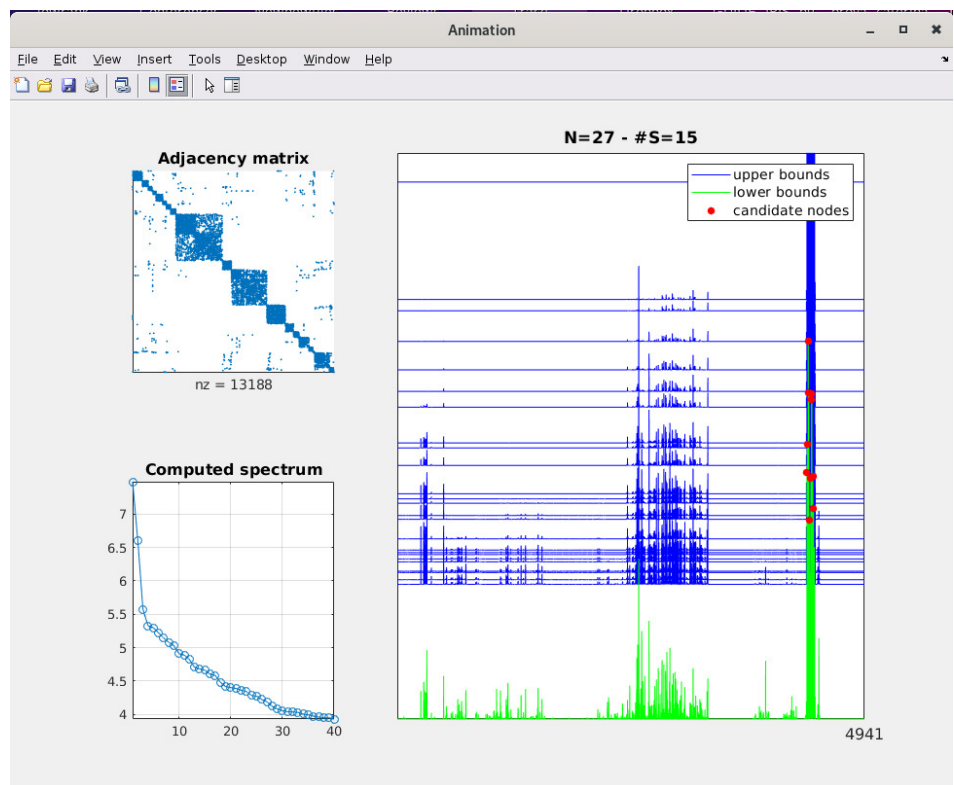 Animation
File Edit View Insert Tools Desktop Window Help
N=27 - #S=15
Adjacency matrix
upper bounds
lower bounds
candidate nodes
nz = 13188
Computed spectrum
7
6.5
6
5.5
5
4.5
4
10 20 30 40
4941